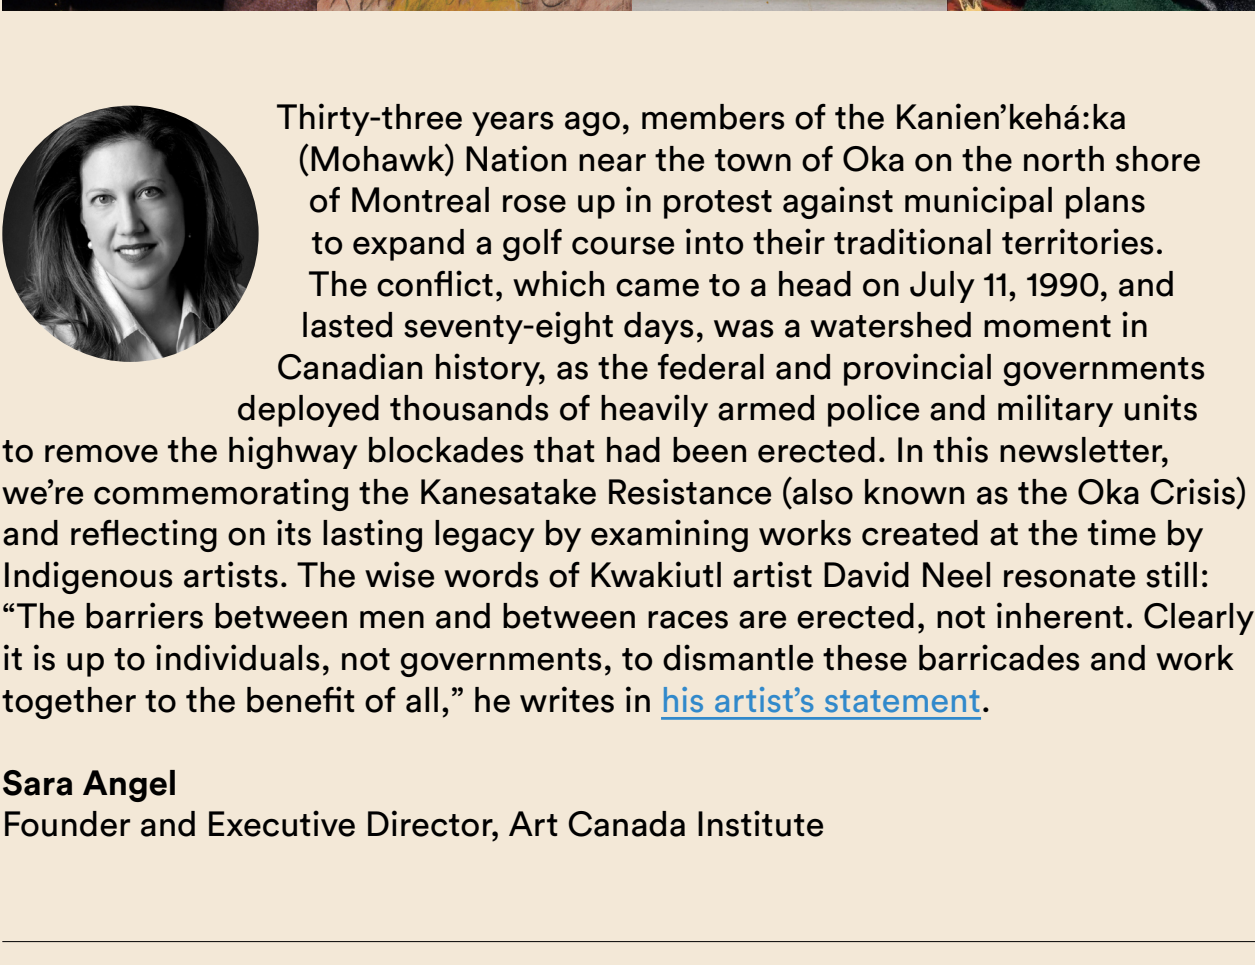 Thirty-three years ago, members of the Kanien’kehá:ka
(Mohawk) Nation near the town of Oka on the north shore
of Montreal rose up in protest against municipal plans
to expand a golf course into their traditional territories.
The conflict, which came to a head on July 11, 1990, and
lasted seventy-eight days, was a watershed moment in
Canadian history, as the federal and provincial governments
deployed thousands of heavily armed police and military units
to remove the highway blockades that had been erected. In this newsletter,
we’re commemorating the Kanesatake Resistance (also known as the Oka Crisis)
and reflecting on its lasting legacy by examining works created at the time by
Indigenous artists. The wise words of Kwakiutl artist David Neel resonate still:
“The barriers between men and between races are erected, not inherent. Clearly
it is up to individuals, not governments, to dismantle these barricades and work
together to the benefit of all,” he writes in his artist’s statement.
Sara Angel
Founder and Executive Director, Art Canada Institute